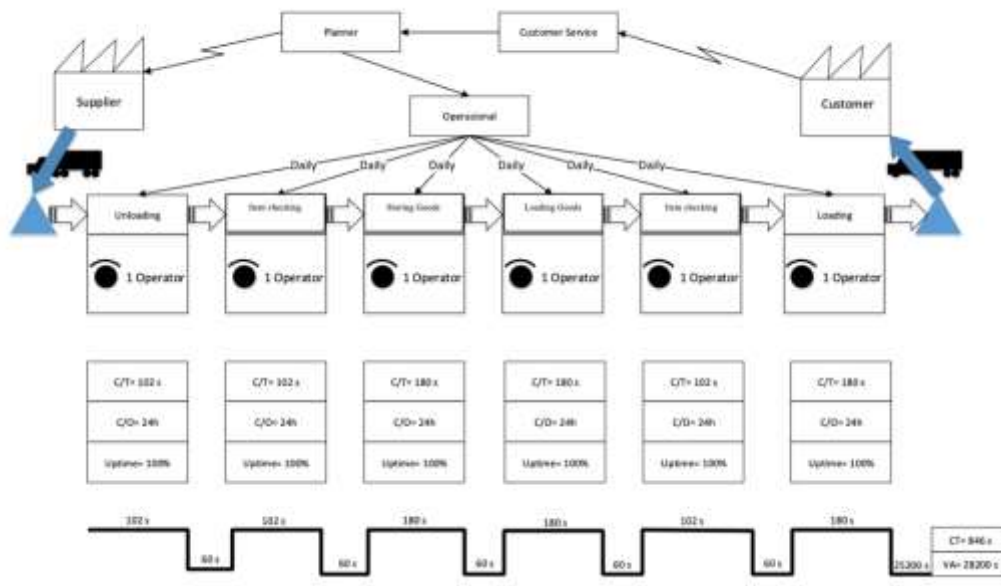 Planner
Customer Service
Supplier
Customer
Operasional
Daily
Daily
Daily
Daily
Daily
Daily
Unloading
Item checking
Storing Goods
Loading Goods
Item checking
Loading
1 Operator
1 Operator
1 Operator
1 Operator
1 Operator
1 Operator
C/T= 102 s
C/T= 102 s
C/T= 180 s
C/T= 180 s
C/T= 102 s
C/T= 180 s
C/O= 24h
C/O= 24h
C/O= 24h
C/O= 24h
C/O= 24h
C/O= 24h
Uptime= 100%
Uptime= 100%
Uptime= 100%
Uptime= 100%
Uptime= 100%
Uptime= 100%
102 s
102 s
180 s
180 s
102 s
180 s
60 s
60 s
60 s
60 s
60 s
25200 s
CT= 846 s
VA= 28200 s